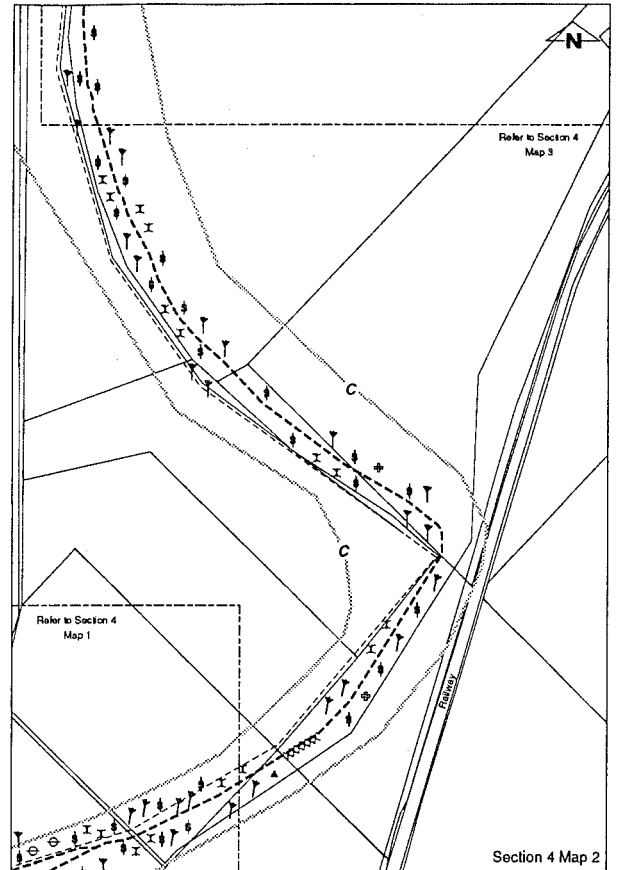 N
Refer to Section 4
Map 3
C
C
Refer to Section 4
Map 1
Railway
Section 4 Map 2